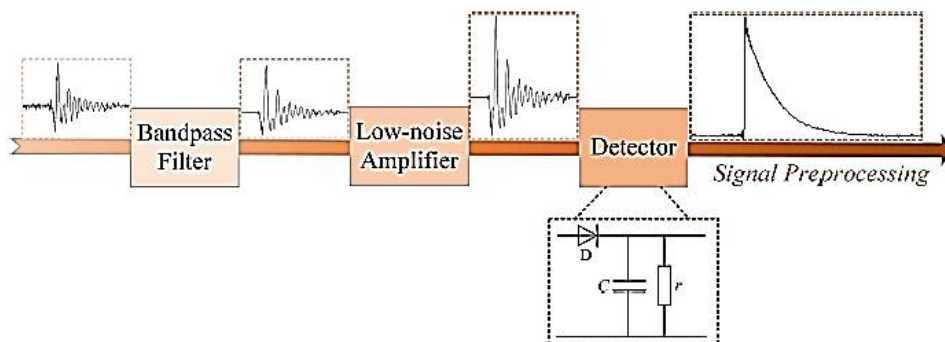 Bandpass
Filter
Low-noise
Amplifier
Detector
Signal Preprocessing
D
C
r